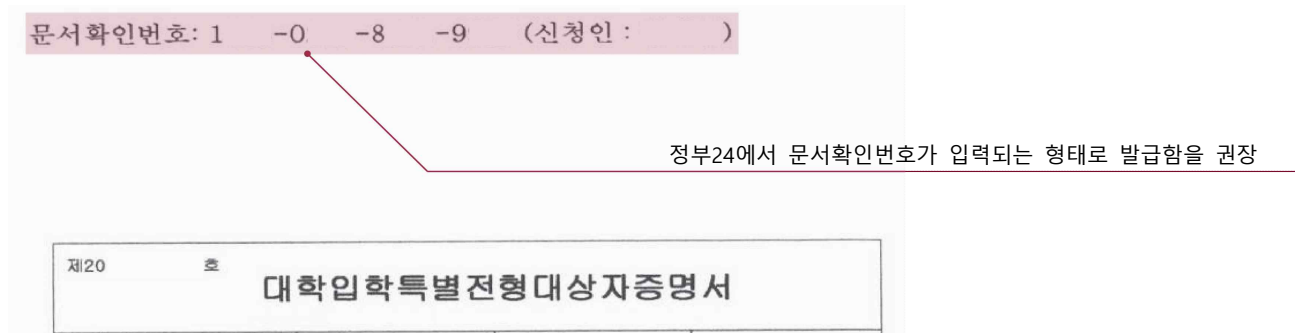 문서확인번호: 1 -0 -8 -9 (신청인 : )
정부24에서 문서확인번호가 입력되는 형태로 발급함을 권장
제20 호
대학입학특별전형대상자증명서